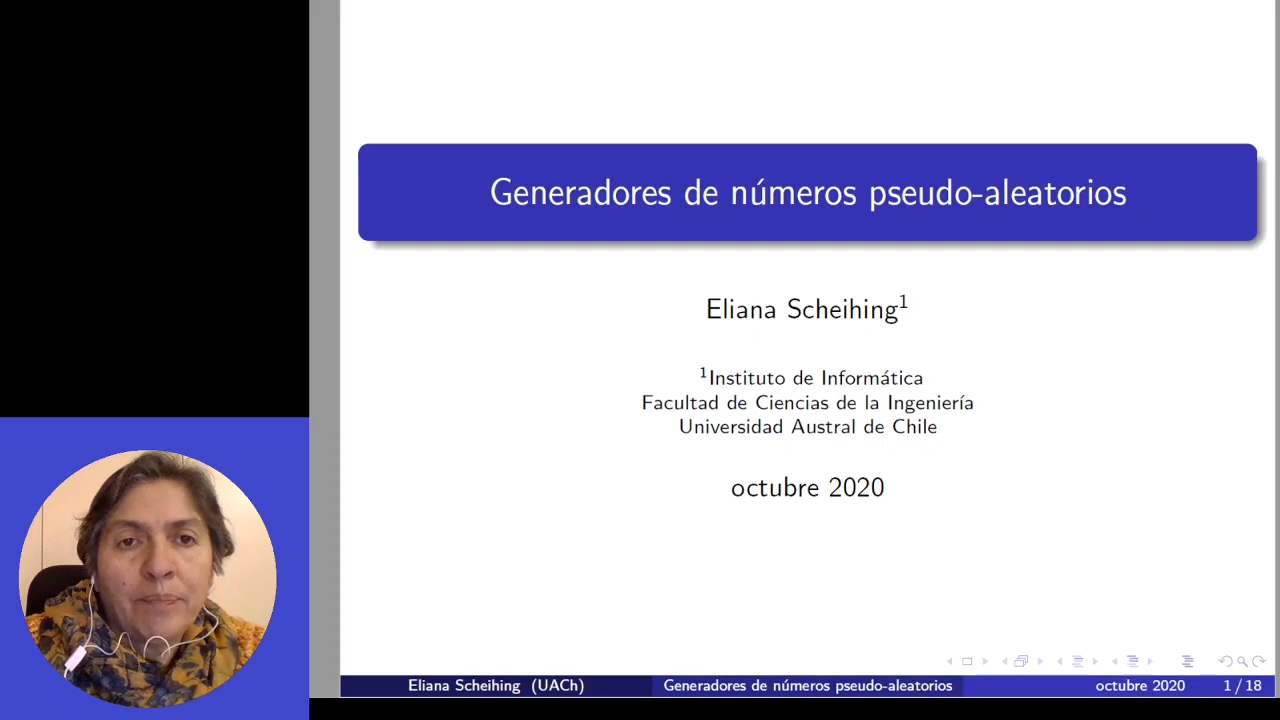 Generadores de números pseudo-aleatorios
Eliana Scheihing¹
¹Instituto de Informática
Facultad de Ciencias de la Ingeniería
Universidad Austral de Chile
octubre 2020
Eliana Scheihing (UACh) Generadores de números pseudo-aleatorios octubre 2020 1 / 18